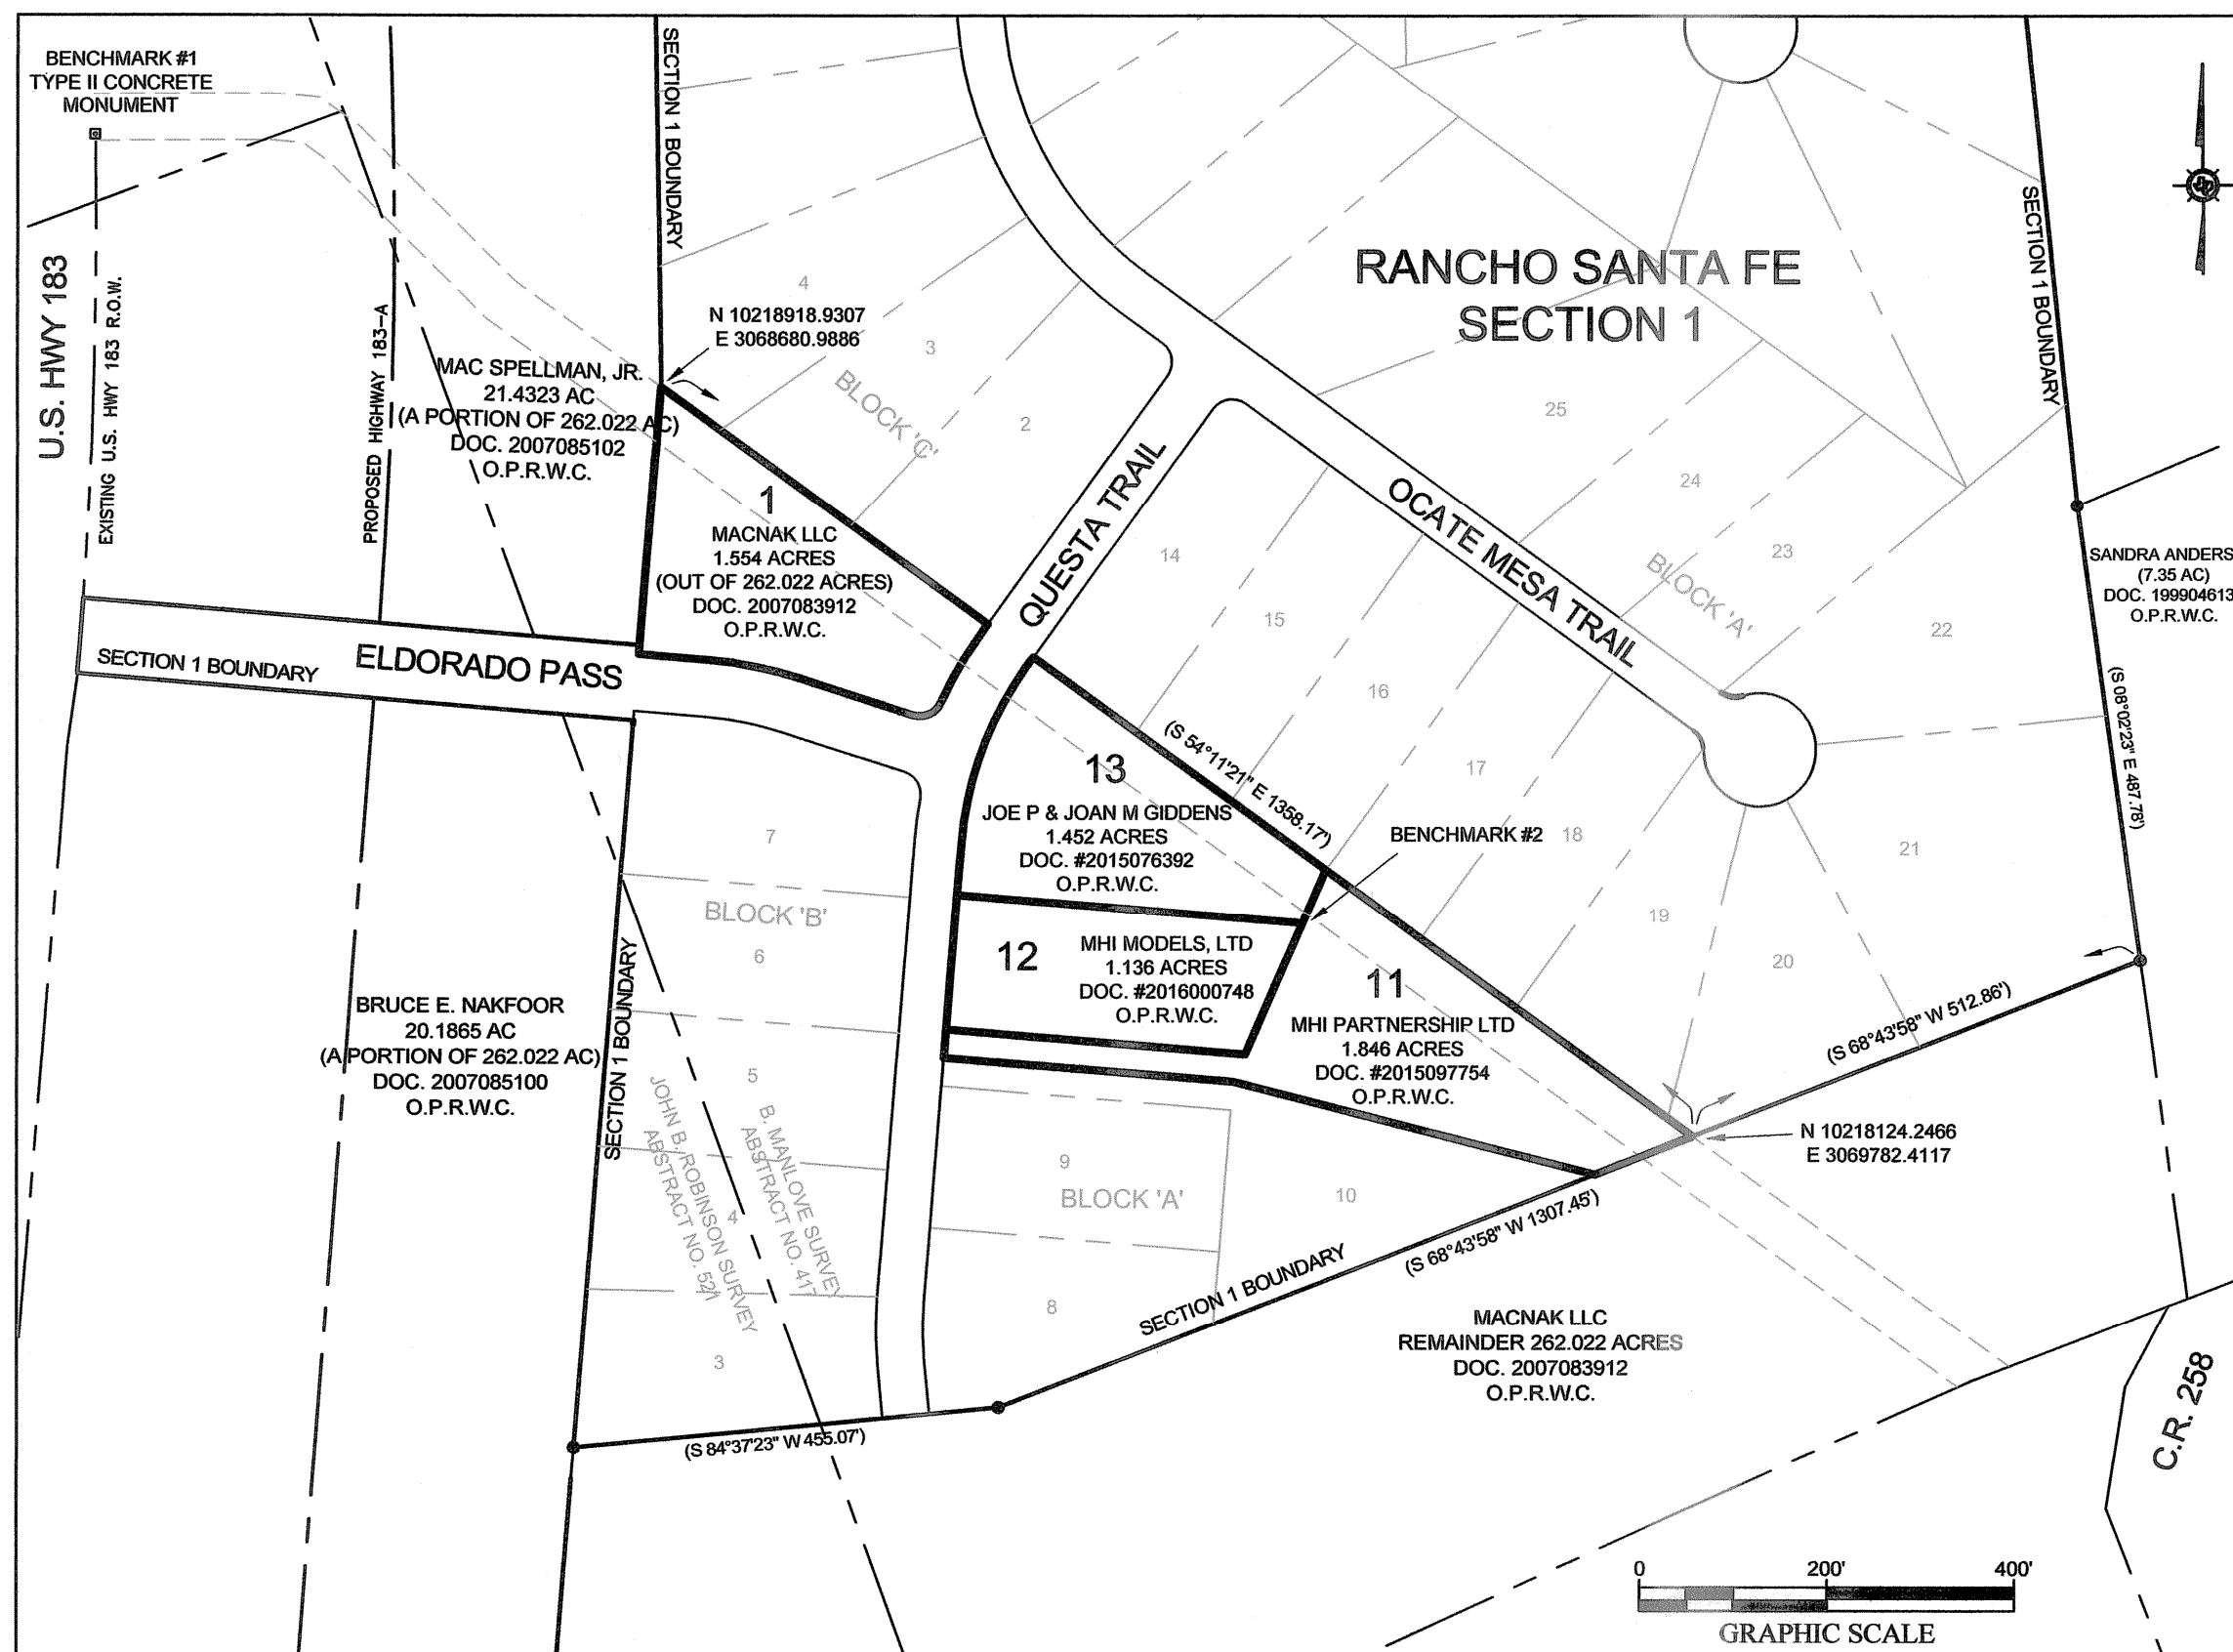 BENCHMARK #1
TYPE II CONCRETE
MONUMENT
U.S. HWY 183
EXISTING U.S. HWY 183 R.O.W.
PROPOSED HIGHWAY 183-A
SECTION 1 BOUNDARY
N 10218918.9307
E 3068680.9886
MAC SPELLMAN, JR.
21.4323 AC
(A PORTION OF 262.022 AC)
DOC. 2007085102
O.P.R.W.C.
4
3
2
BLOCK 'C'
1
MACNAK LLC
1.554 ACRES
(OUT OF 262.022 ACRES)
DOC. 2007083912
O.P.R.W.C.
RANCHO SANTA FE
SECTION 1
SECTION 1 BOUNDARY
QUESTA TRAIL
OCATE MESA TRAIL
25
24
23
22
BLOCK 'A'
14
15
16
17
18
19
20
21
SANDRA ANDERS
(7.35 AC)
DOC. 199904613
O.P.R.W.C.
(S 08°02'23" E 487.78')
SECTION 1 BOUNDARY
ELDORADO PASS
(S 54°11'21" E 1358.17')
13
JOE P & JOAN M GIDDENS
1.452 ACRES
DOC. #2015076392
O.P.R.W.C.
BENCHMARK #2
7
BLOCK 'B'
6
5
4
3
12
MHI MODELS, LTD
1.136 ACRES
DOC. #2016000748
O.P.R.W.C.
11
MHI PARTNERSHIP LTD
1.846 ACRES
DOC. #2015097754
O.P.R.W.C.
(S 68°43'58" W 512.86')
N 10218124.2466
E 3069782.4117
BRUCE E. NAKFOOR
20.1865 AC
(A PORTION OF 262.022 AC)
DOC. 2007085100
O.P.R.W.C.
SECTION 1 BOUNDARY
JOHN B. ROBINSON SURVEY
ABSTRACT NO. 521
B. MANLOVE SURVEY
ABSTRACT NO. 417
9
BLOCK 'A'
10
8
SECTION 1 BOUNDARY
(S 68°43'58" W 1307.45')
MACNAK LLC
REMAINDER 262.022 ACRES
DOC. 2007083912
O.P.R.W.C.
C.R. 258
(S 84°37'23" W 455.07')
0 200' 400'
GRAPHIC SCALE